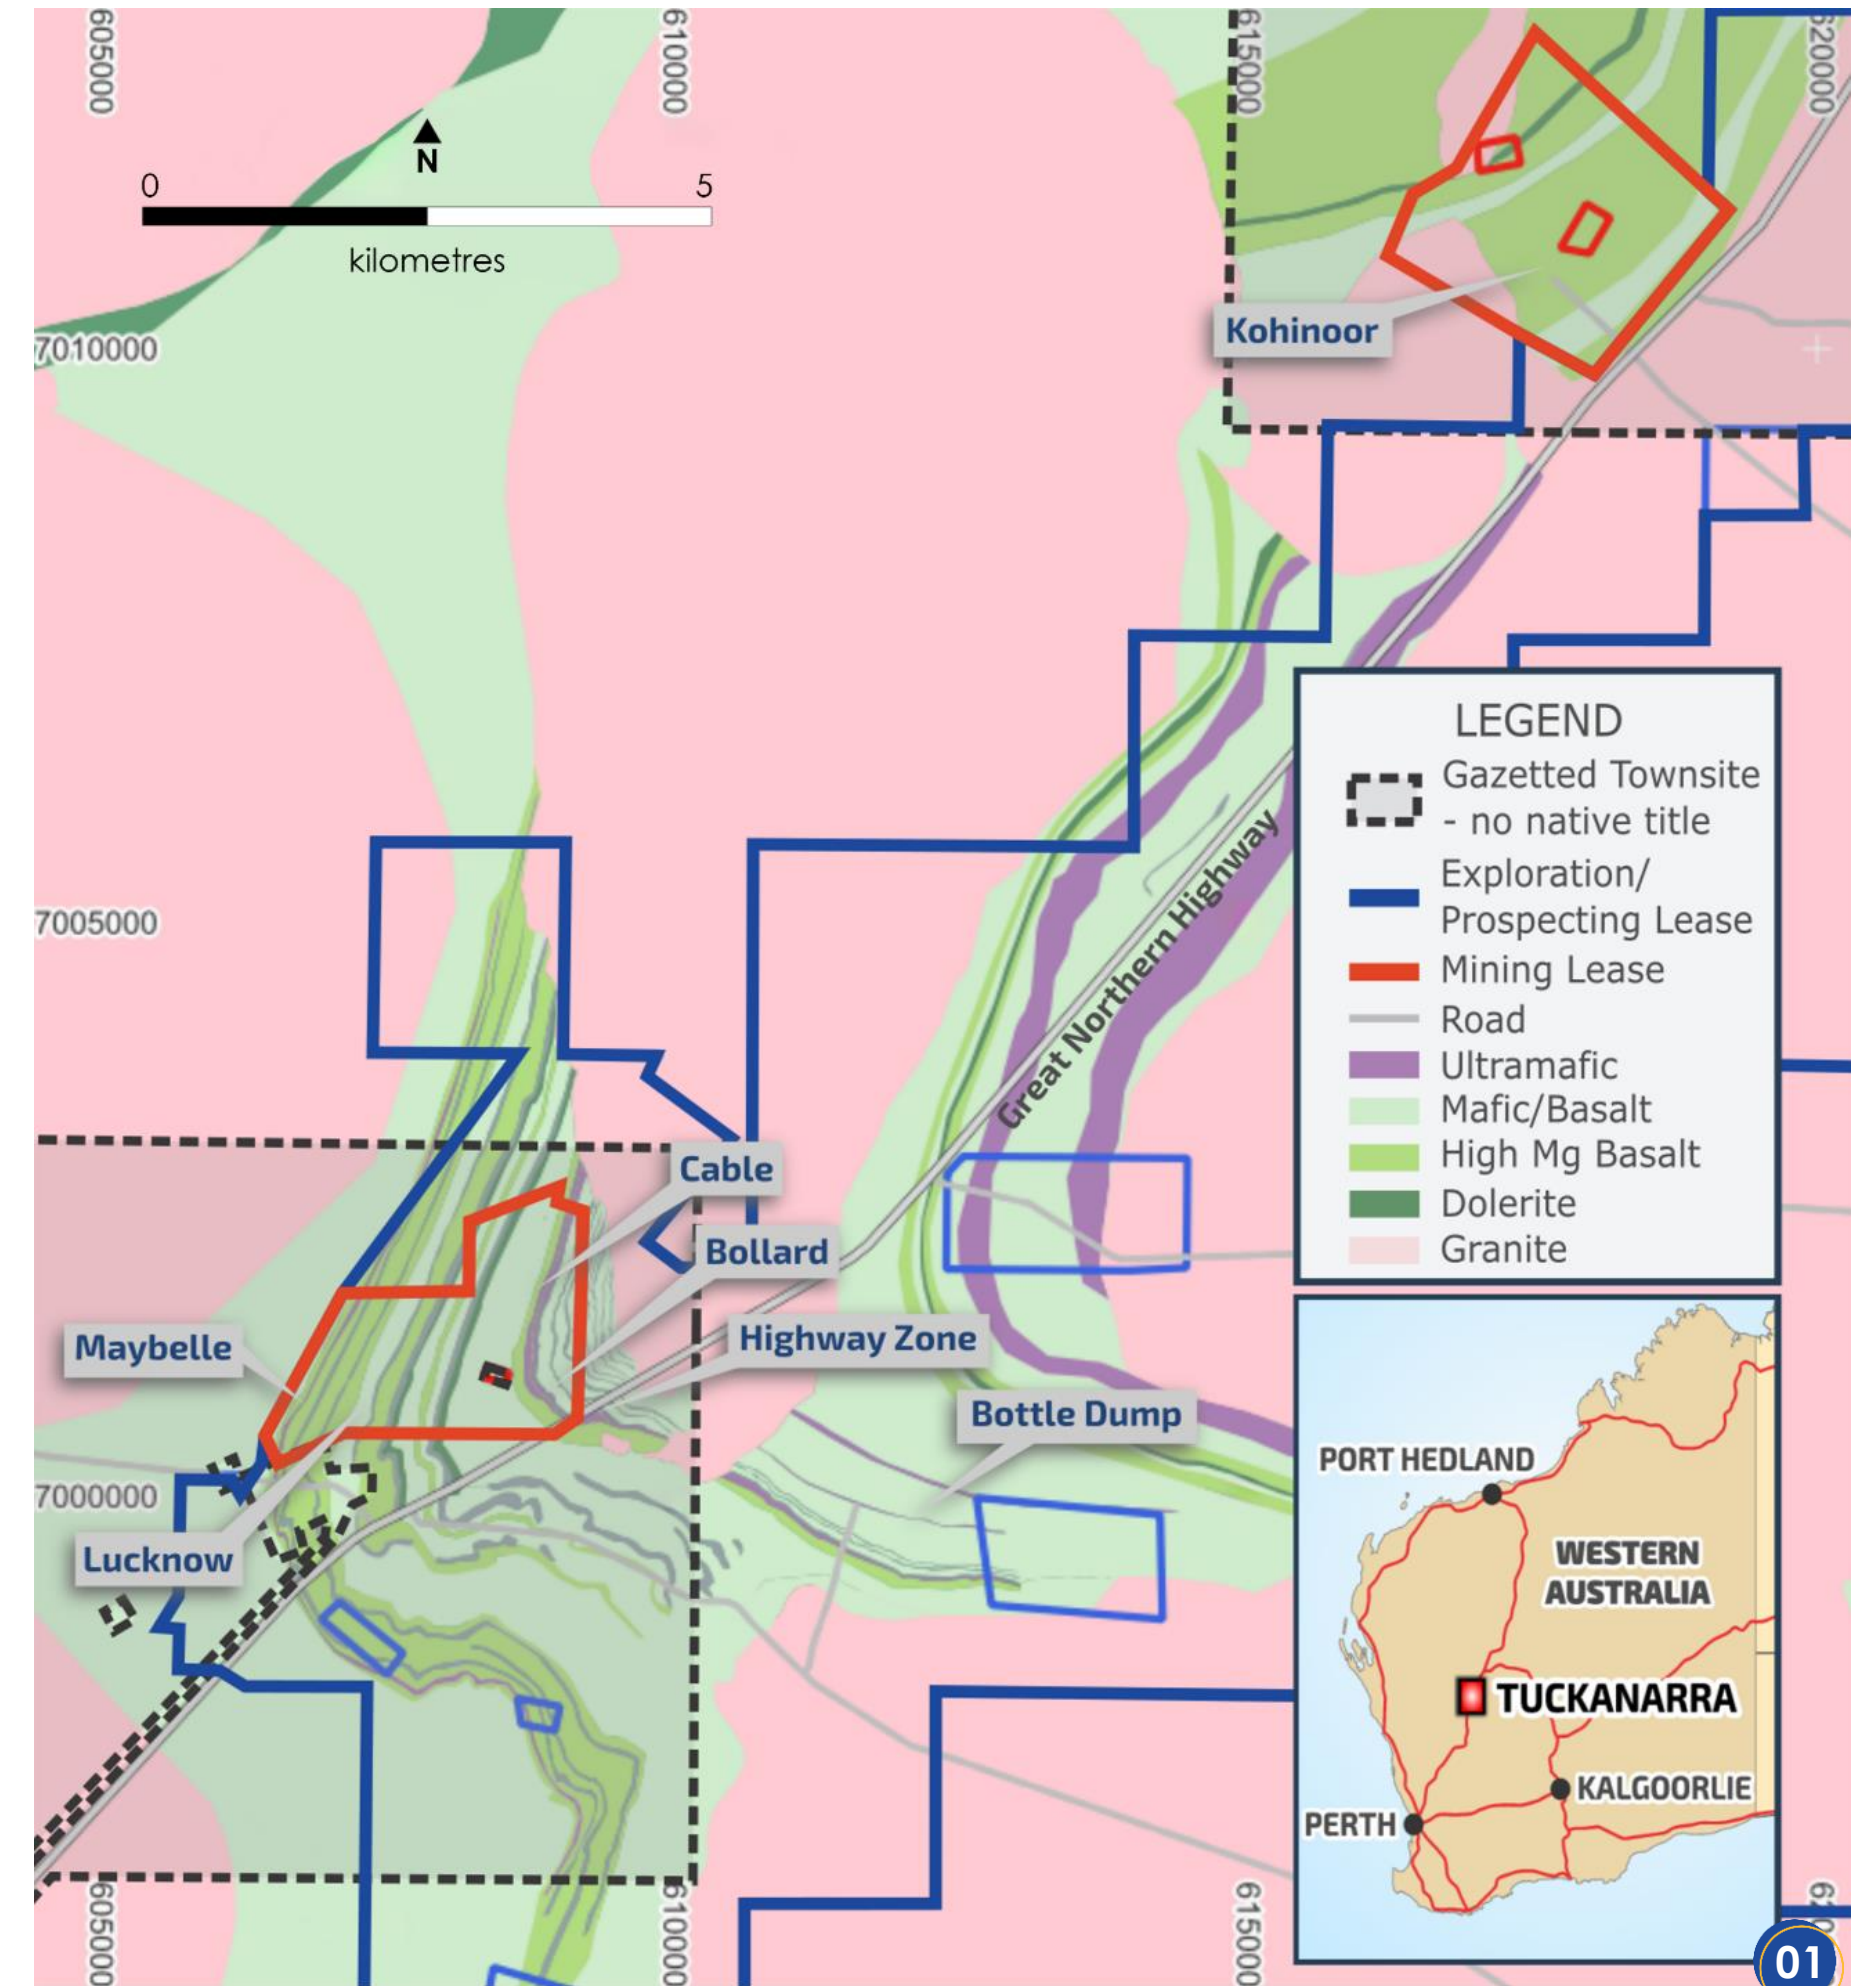 605000
610000
615000
620000
N
0
5
kilometres
7010000
Kohinoor
LEGEND
Gazetted Townsite
- no native title
Exploration/
Prospecting Lease
Mining Lease
Road
Ultramafic
Mafic/Basalt
High Mg Basalt
Dolerite
Granite
Great Northern Highway
7005000
Cable
Bollard
Maybelle
Highway Zone
Bottle Dump
7000000
Lucknow
PORT HEDLAND
WESTERN
AUSTRALIA
TUCKANARRA
KALGOORLIE
PERTH
605000
610000
615000
01